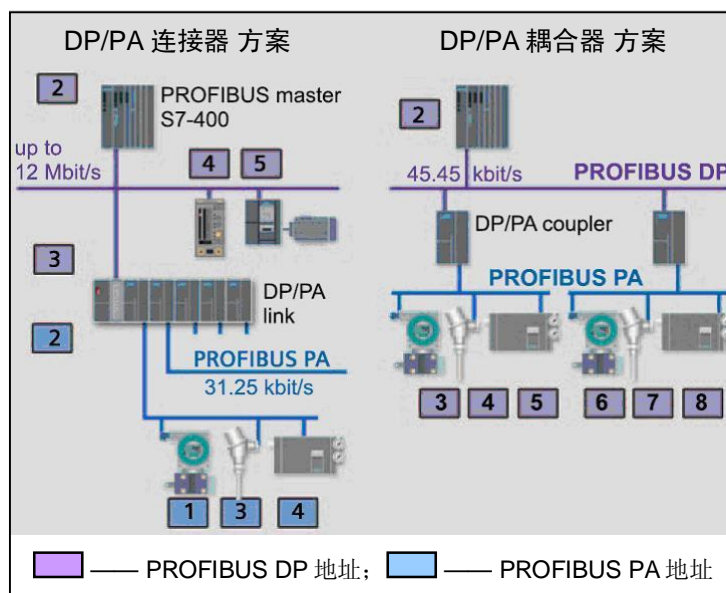 DP/PA 连接器 方案
2
PROFIBUS master
S7-400
up to
12 Mbit/s
4
5
3
DP/PA
link
2
PROFIBUS PA
31.25 kbit/s
1
3
4
DP/PA 耦合器 方案
2
45.45 kbit/s
PROFIBUS DP
DP/PA coupler
PROFIBUS PA
3
4
5
6
7
8
—— PROFIBUS DP 地址; —— PROFIBUS PA 地址